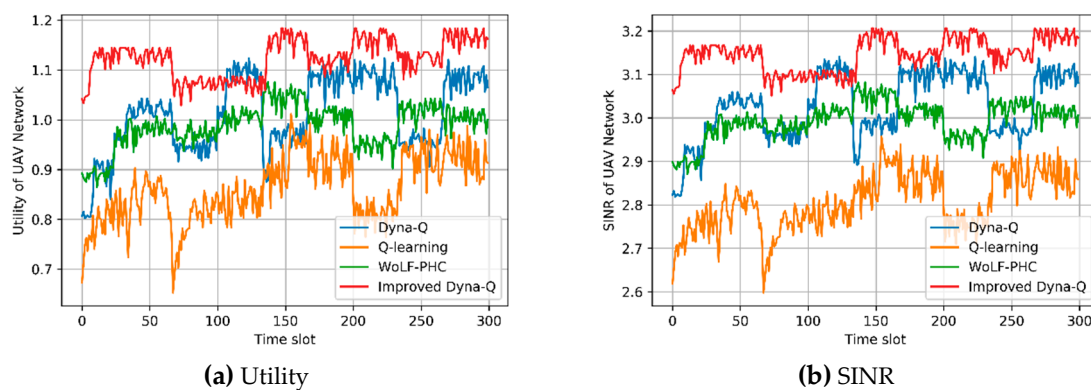 1.2
1.1
1.0
0.9
0.8
0.7
Utility of UAV Network
0 50 100 150 200 250 300
Time slot
Dyna-Q
Q-learning
WoLF-PHC
Improved Dyna-Q
(a) Utility
3.2
3.1
3.0
2.9
2.8
2.7
2.6
SINR of UAV Network
0 50 100 150 200 250 300
Time slot
Dyna-Q
Q-learning
WoLF-PHC
Improved Dyna-Q
(b) SINR